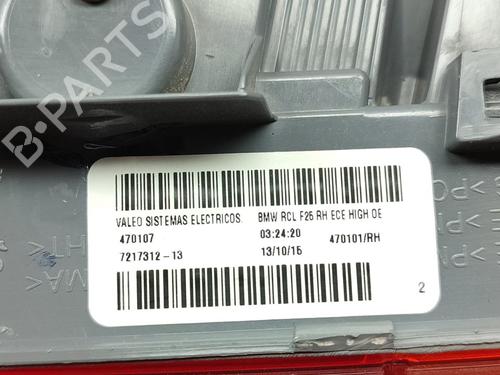 B-PARTS
VALEO SISTEMAS ELECTRICOS. BMW RCL F25 RH ECE HIGH OE
470107 03:24:20 470101/RH
7217312-13 13/10/15
2